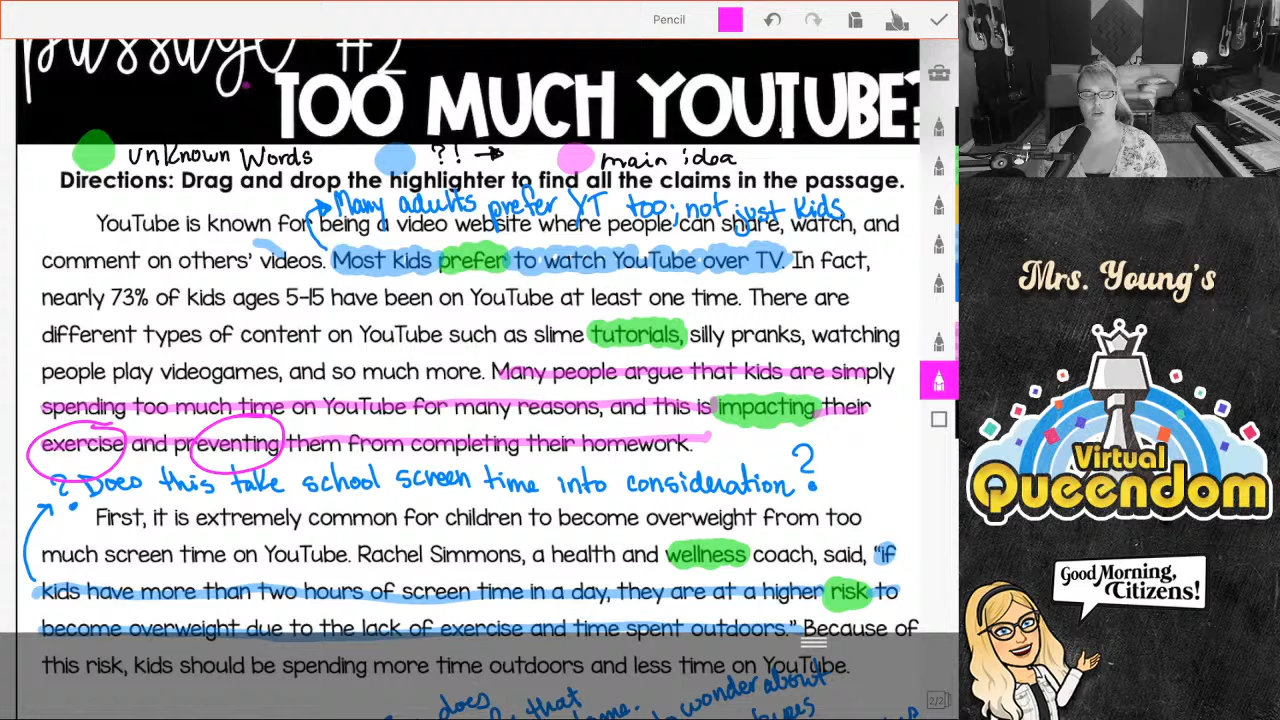 Pencil
passage #2
TOO MUCH YOUTUBE?
unknown words ?! → main idea
Directions: Drag and drop the highlighter to find all the claims in the passage.
Many adults prefer YT too; not just kids
YouTube is known for being a video website where people can share, watch, and
comment on others' videos. Most kids prefer to watch YouTube over TV. In fact,
nearly 73% of kids ages 5-15 have been on YouTube at least one time. There are
different types of content on YouTube such as slime tutorials, silly pranks, watching
people play videogames, and so much more. Many people argue that kids are simply
spending too much time on YouTube for many reasons, and this is impacting their
exercise and preventing them from completing their homework.
? Does this take school screen time into consideration?
First, it is extremely common for children to become overweight from too
much screen time on YouTube. Rachel Simmons, a health and wellness coach, said, "if
kids have more than two hours of screen time in a day, they are at a higher risk to
become overweight due to the lack of exercise and time spent outdoors." Because of
this risk, kids should be spending more time outdoors and less time on YouTube.
does that wonder about
2/2
Mrs. Young's
Virtual
Queendom
Good Morning,
Citizens!